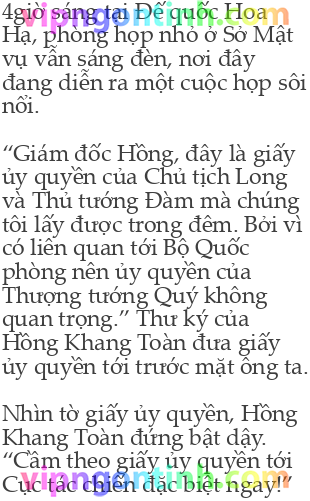 4giờ sáng tại Đế quốc Hoa
Hạ, phòng họp nhỏ ở Sở Mật
vụ vẫn sáng đèn, nơi đây
đang diễn ra một cuộc họp sôi
nổi.
“Giám đốc Hồng, đây là giấy
ủy quyền của Chủ tịch Long
và Thủ tướng Đàm mà chúng
tôi lấy được trong đêm. Bởi vì
có liên quan tới Bộ Quốc
phòng nên ủy quyền của
Thượng tướng Quý không
quan trọng.” Thư ký của
Hồng Khang Toàn đưa giấy
ủy quyền tới trước mặt ông ta.
Nhìn tờ giấy ủy quyền, Hồng
Khang Toàn đứng bật dậy.
“Cầm theo giấy ủy quyền tới
Cục tác chiến đặc biệt ngay!”
vipngontinh.com
vipngontinh.com